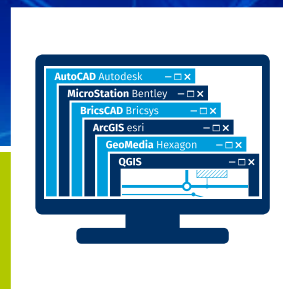 AutoCAD Autodesk
MicroStation Bentley
BricsCAD Bricsys
ArcGIS esri
GeoMedia Hexagon
QGIS